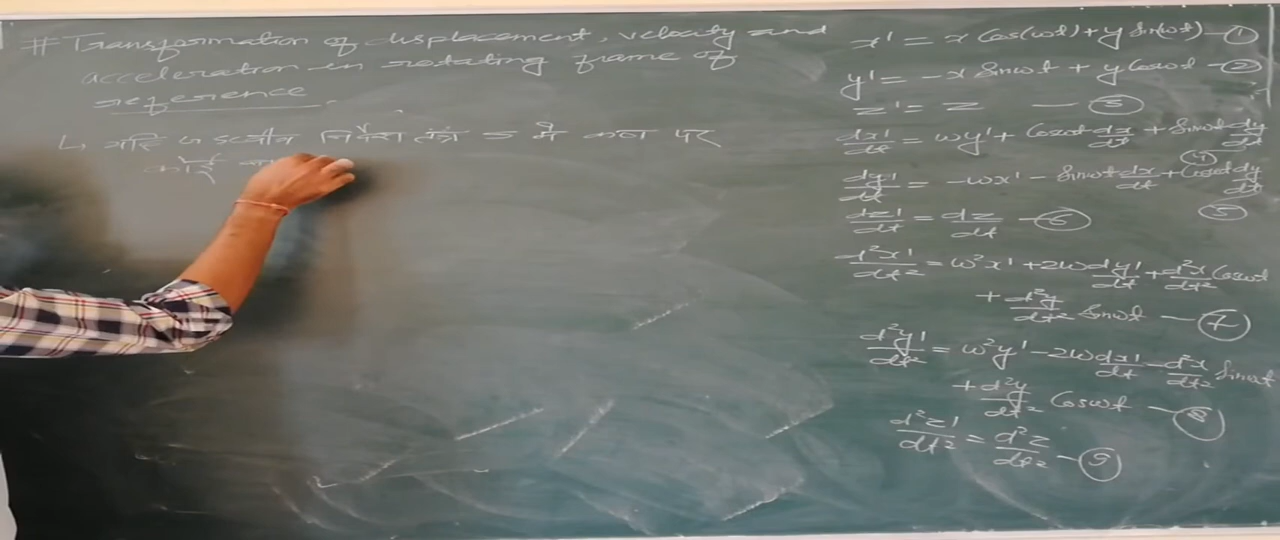 # Transformation of displacement, velocity and
acceleration in rotating frame of
reference.
↳ यदि जड़त्वीय निर्देश तंत्र S में कण पर
कोई
x' = x Cos(ωt) + y Sin(ωt) — ①
y' = -x Sinωt + y Cosωt — ②
z' = z — ③
dx'/dt = ωy' + Cosωt dx/dt + Sinωt dy/dt — ④
dy'/dt = -ωx' - Sinωt dx/dt + Cosωt dy/dt — ⑤
dz'/dt = dz/dt — ⑥
d²x'/dt² = ω²x' + 2ω dy'/dt + d²x/dt² Cosωt
+ d²y/dt² Sinωt — ⑦
d²y'/dt² = ω²y' - 2ω dx'/dt - d²x/dt² Sinωt
+ d²y/dt² Cosωt — ⑧
d²z'/dt² = d²z/dt² — ⑨